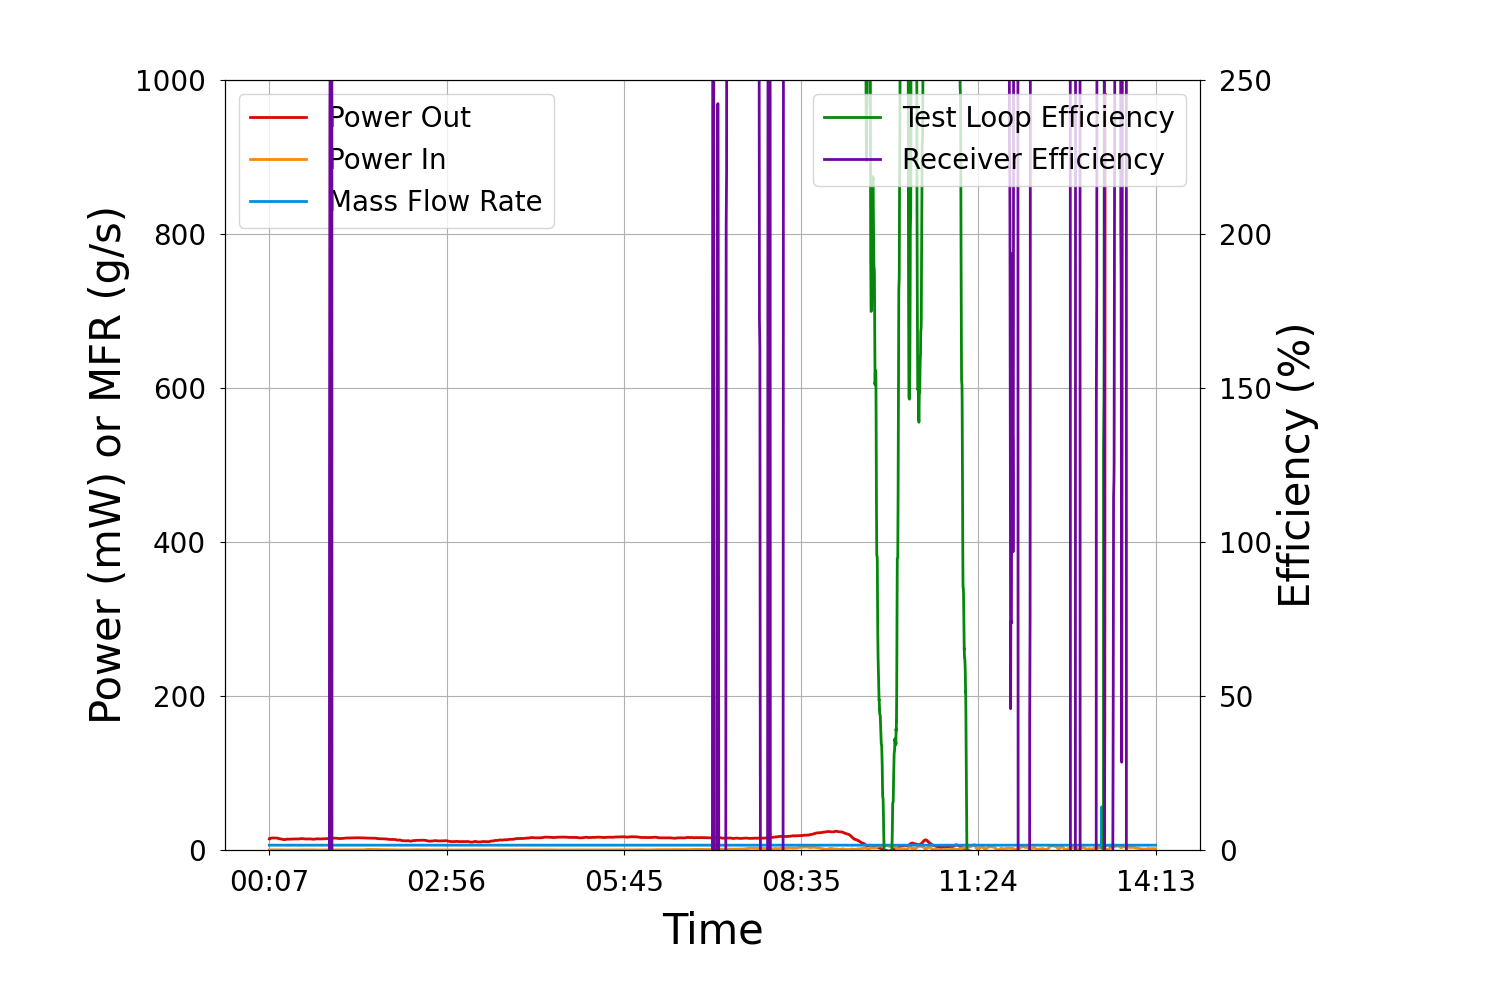 1000
800
600
400
200
0
Power (mW) or MFR (g/s)
Power Out
Power In
Mass Flow Rate
Test Loop Efficiency
Receiver Efficiency
250
200
150
100
50
0
Efficiency (%)
00:07 02:56 05:45 08:35 11:24 14:13
Time